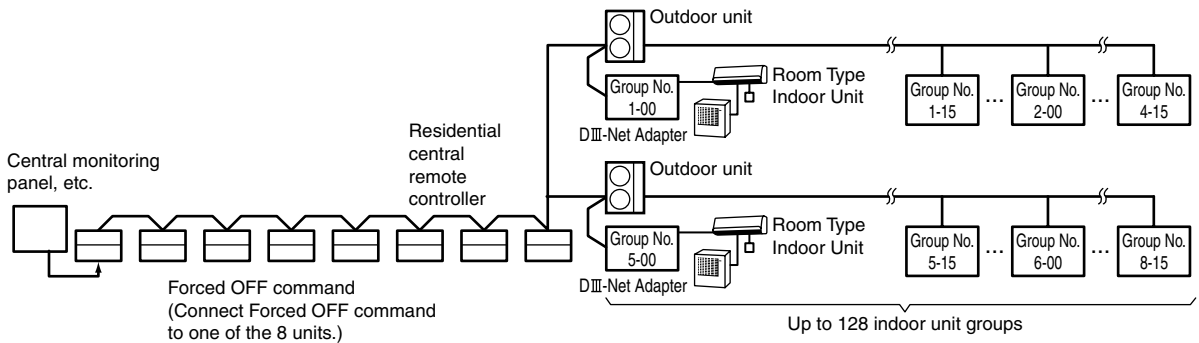 Outdoor unit
Group No.
1-00
Room Type
Indoor Unit
DIII-Net Adapter
Group No.
1-15
...
Group No.
2-00
...
Group No.
4-15
Central monitoring
panel, etc.
Residential
central
remote
controller
Outdoor unit
Group No.
5-00
Room Type
Indoor Unit
DIII-Net Adapter
Group No.
5-15
...
Group No.
6-00
...
Group No.
8-15
Forced OFF command
(Connect Forced OFF command
to one of the 8 units.)
Up to 128 indoor unit groups